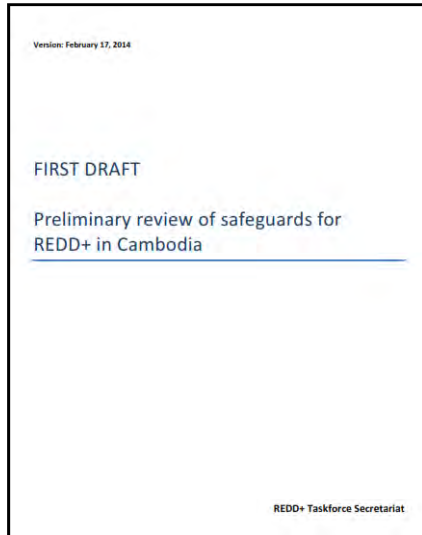 Version: February 17, 2014
FIRST DRAFT
Preliminary review of safeguards for
REDD+ in Cambodia
REDD+ Taskforce Secretariat